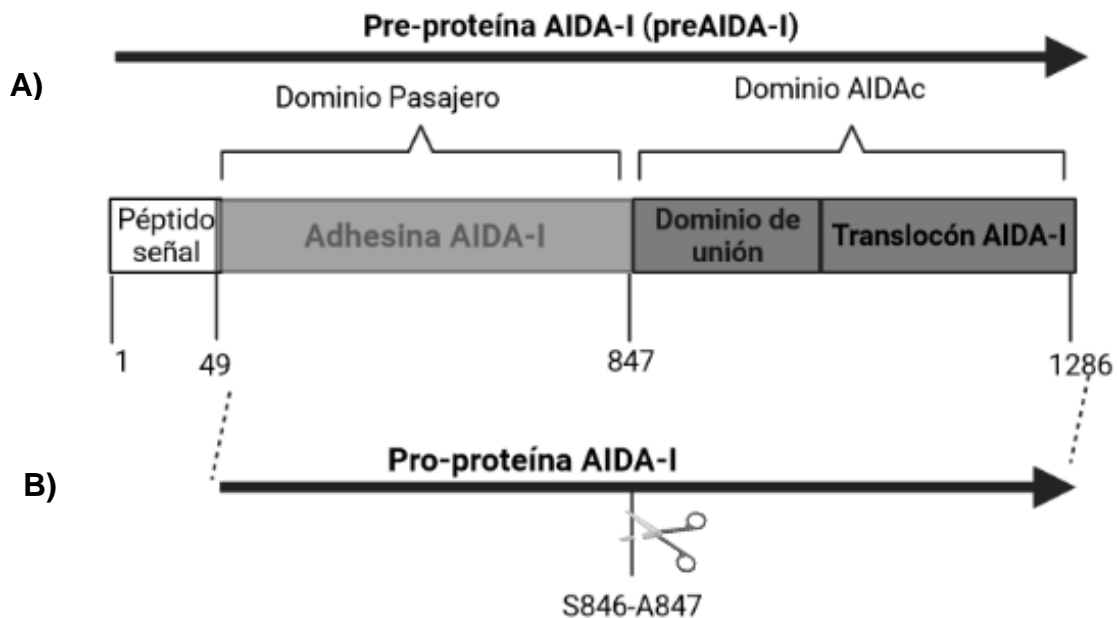 Pre-proteína AIDA-I (preAIDA-I)
A)
Dominio Pasajero
Dominio AIDAc
Péptido
señal
Adhesina AIDA-I
Dominio de
unión
Translocón AIDA-I
1
49
847
1286
Pro-proteína AIDA-I
B)
S846-A847